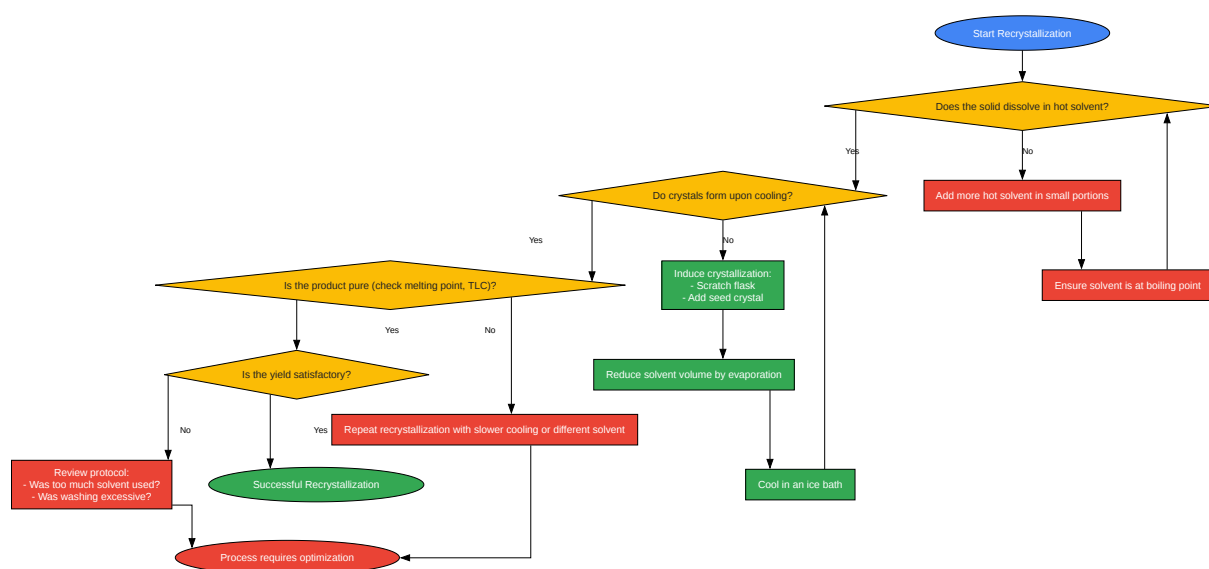 Start Recrystallization
Does the solid dissolve in hot solvent?
Yes
No
Do crystals form upon cooling?
Add more hot solvent in small portions
Yes
No
Induce crystallization:
- Scratch flask
- Add seed crystal
Ensure solvent is at boiling point
Is the product pure (check melting point, TLC)?
Yes
No
Reduce solvent volume by evaporation
Is the yield satisfactory?
No
Yes
Repeat recrystallization with slower cooling or different solvent
Review protocol:
- Was too much solvent used?
- Was washing excessive?
Successful Recrystallization
Cool in an ice bath
Process requires optimization